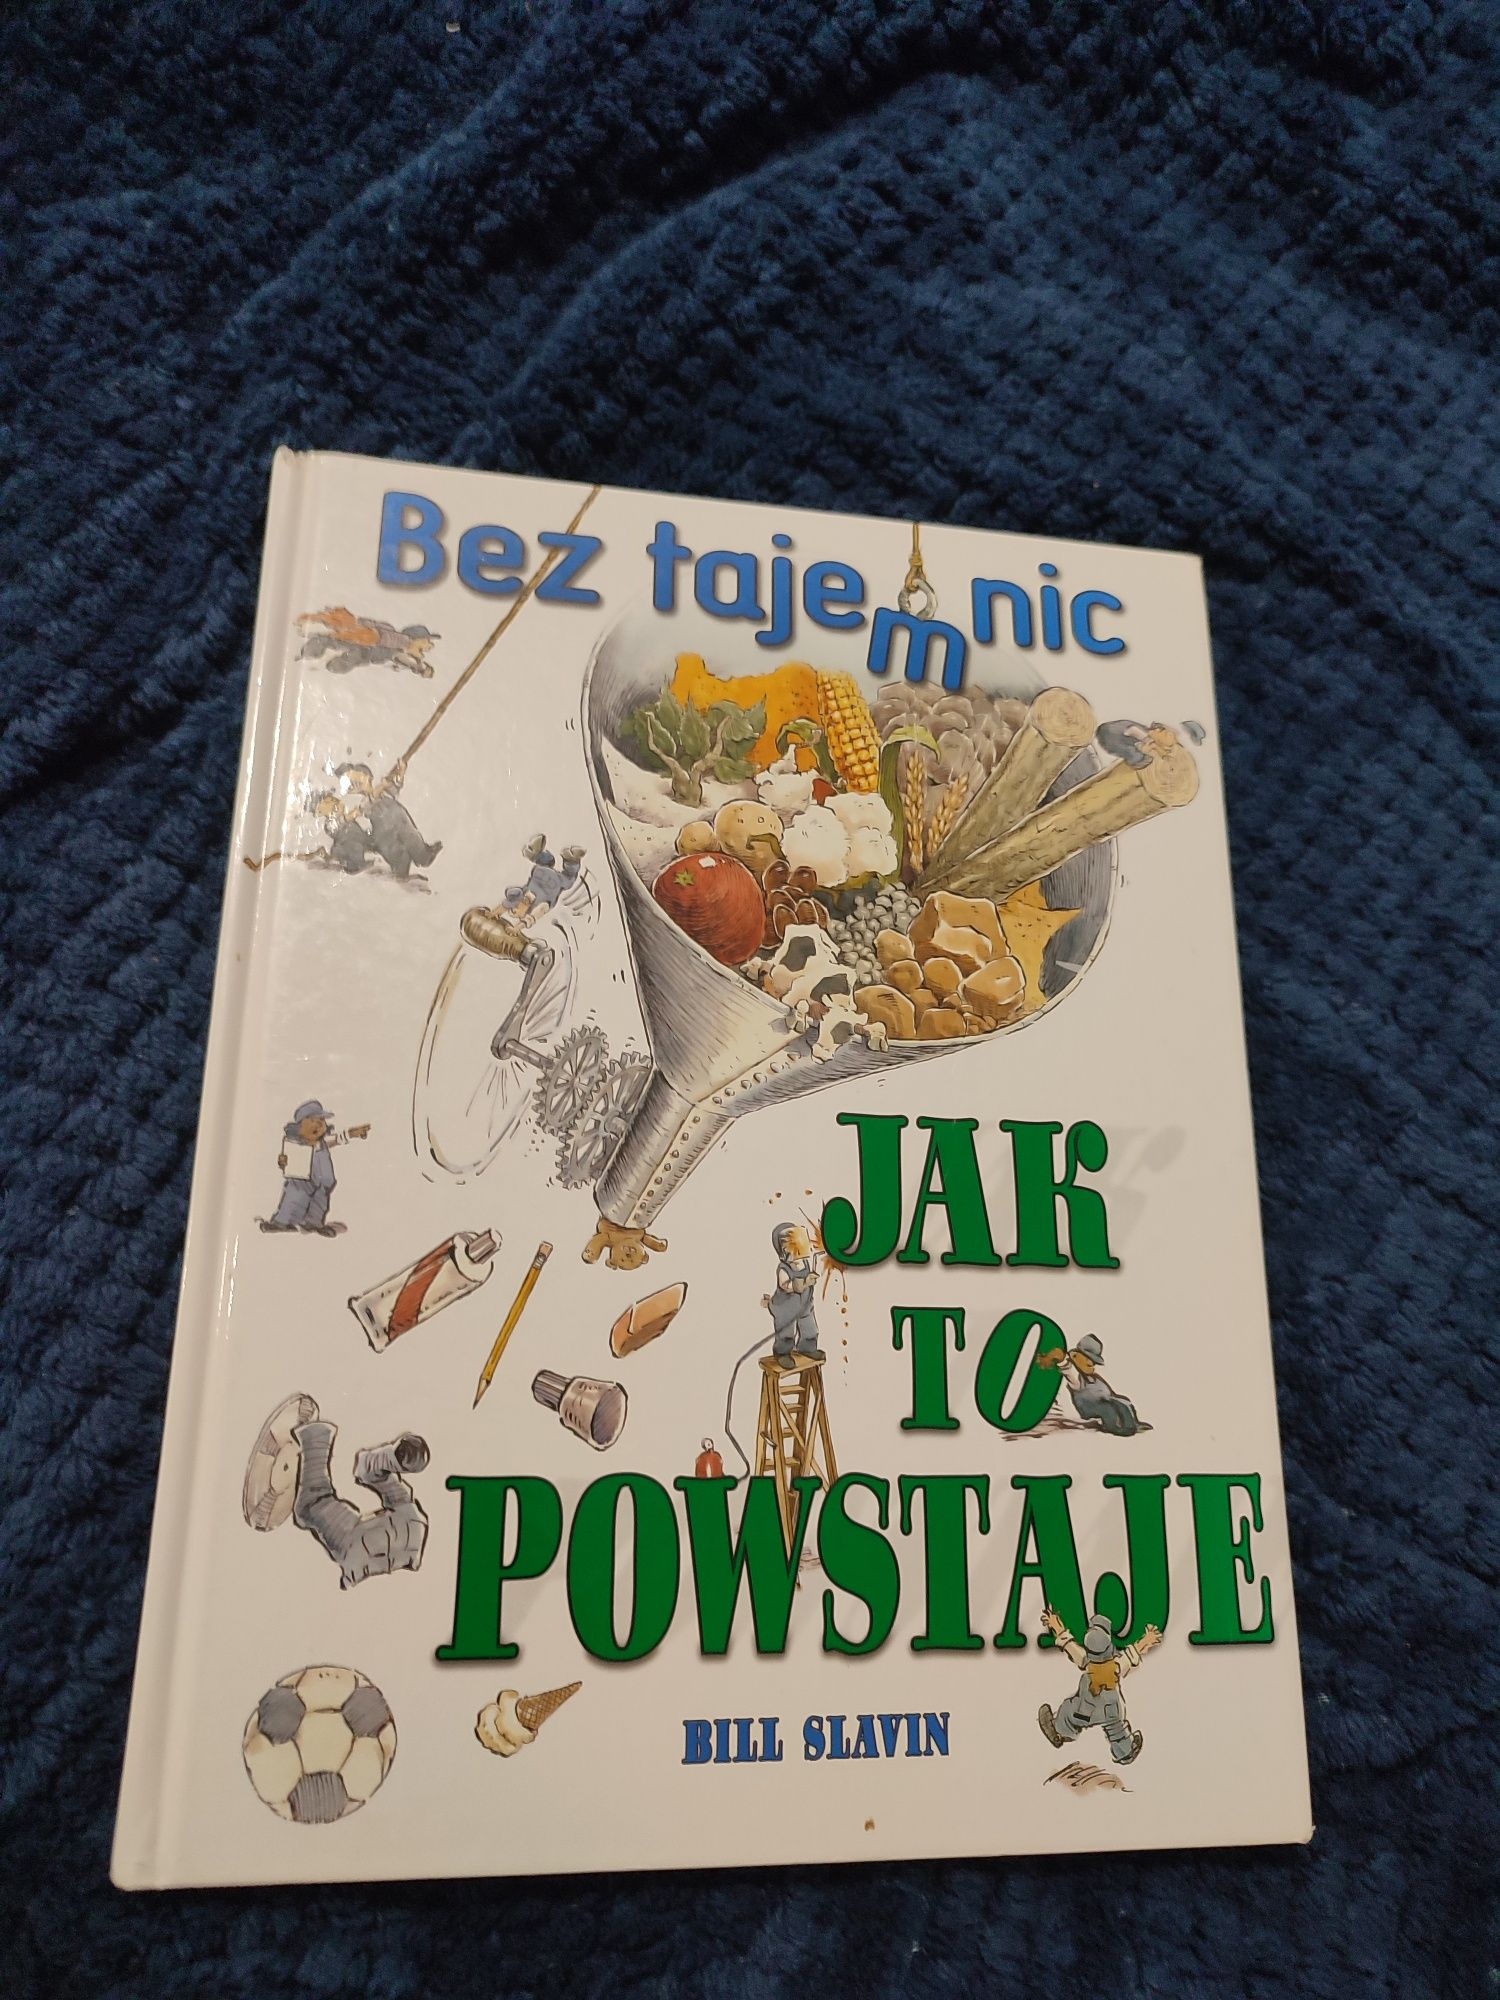 Bez tajemnic
JAK
TO
POWSTAJE
BILL SLAVIN